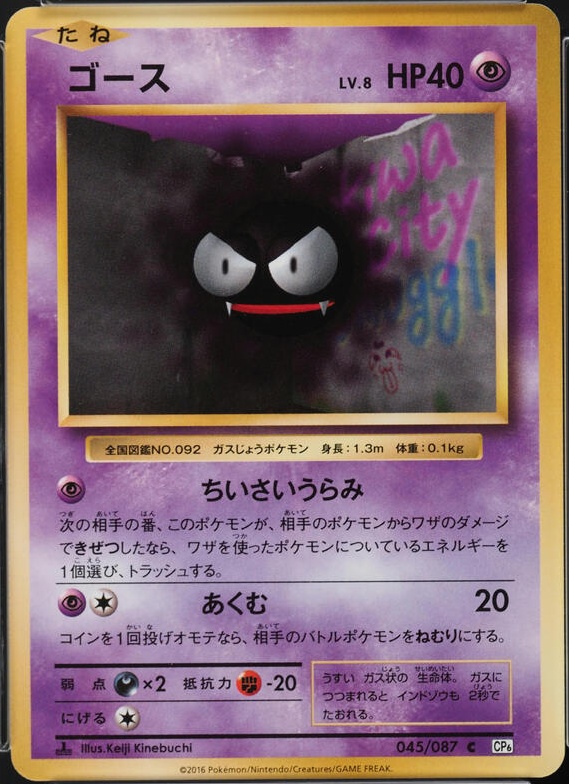 たね
ゴース
LV.8 HP40
iwa
City
ggl
全国図鑑NO.092 ガスじょうポケモン 身長:1.3m 体重:0.1kg
ちいさいうらみ
次の相手の番、このポケモンが、相手のポケモンからワザのダメージ
できぜつしたなら、ワザを使ったポケモンについているエネルギーを
1個選び、トラッシュする。
あくむ 20
コインを1回投げオモテなら、相手のバトルポケモンをねむりにする。
弱点 ×2 抵抗力 -20
うすい ガス状の 生命体。 ガスに
つつまれると インドゾウも 2秒で
たおれる。
にげる
Illus.Keiji Kinebuchi
045/087 C CP6
©2016 Pokémon/Nintendo/Creatures/GAME FREAK.